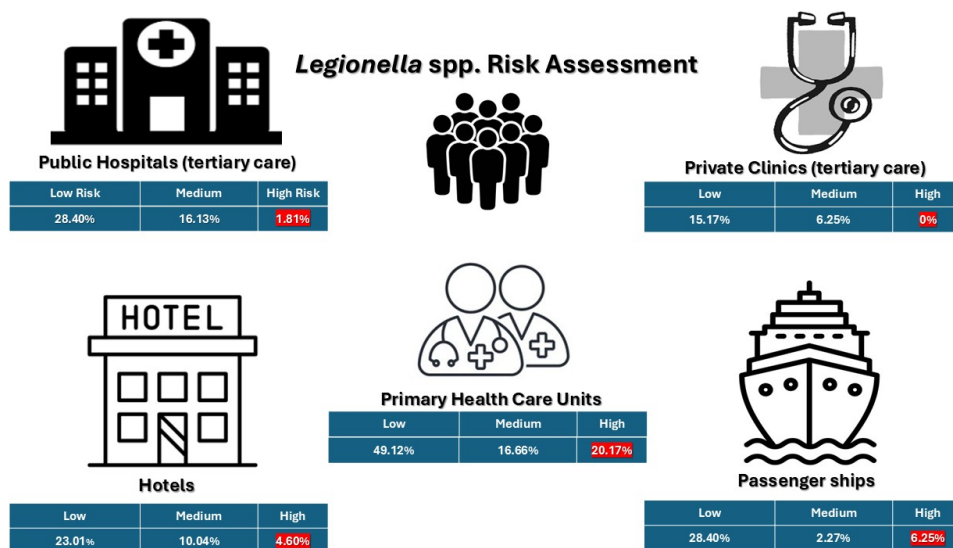 Legionella spp. Risk Assessment
Public Hospitals (tertiary care)
Low Risk Medium High Risk
28.40% 16.13% 1.81%
Private Clinics (tertiary care)
Low Medium High
15.17% 6.25% 0%
HOTEL
Hotels
Low Medium High
23.01% 10.04% 4.60%
Primary Health Care Units
Low Medium High
49.12% 16.66% 20.17%
Passenger ships
Low Medium High
28.40% 2.27% 6.25%